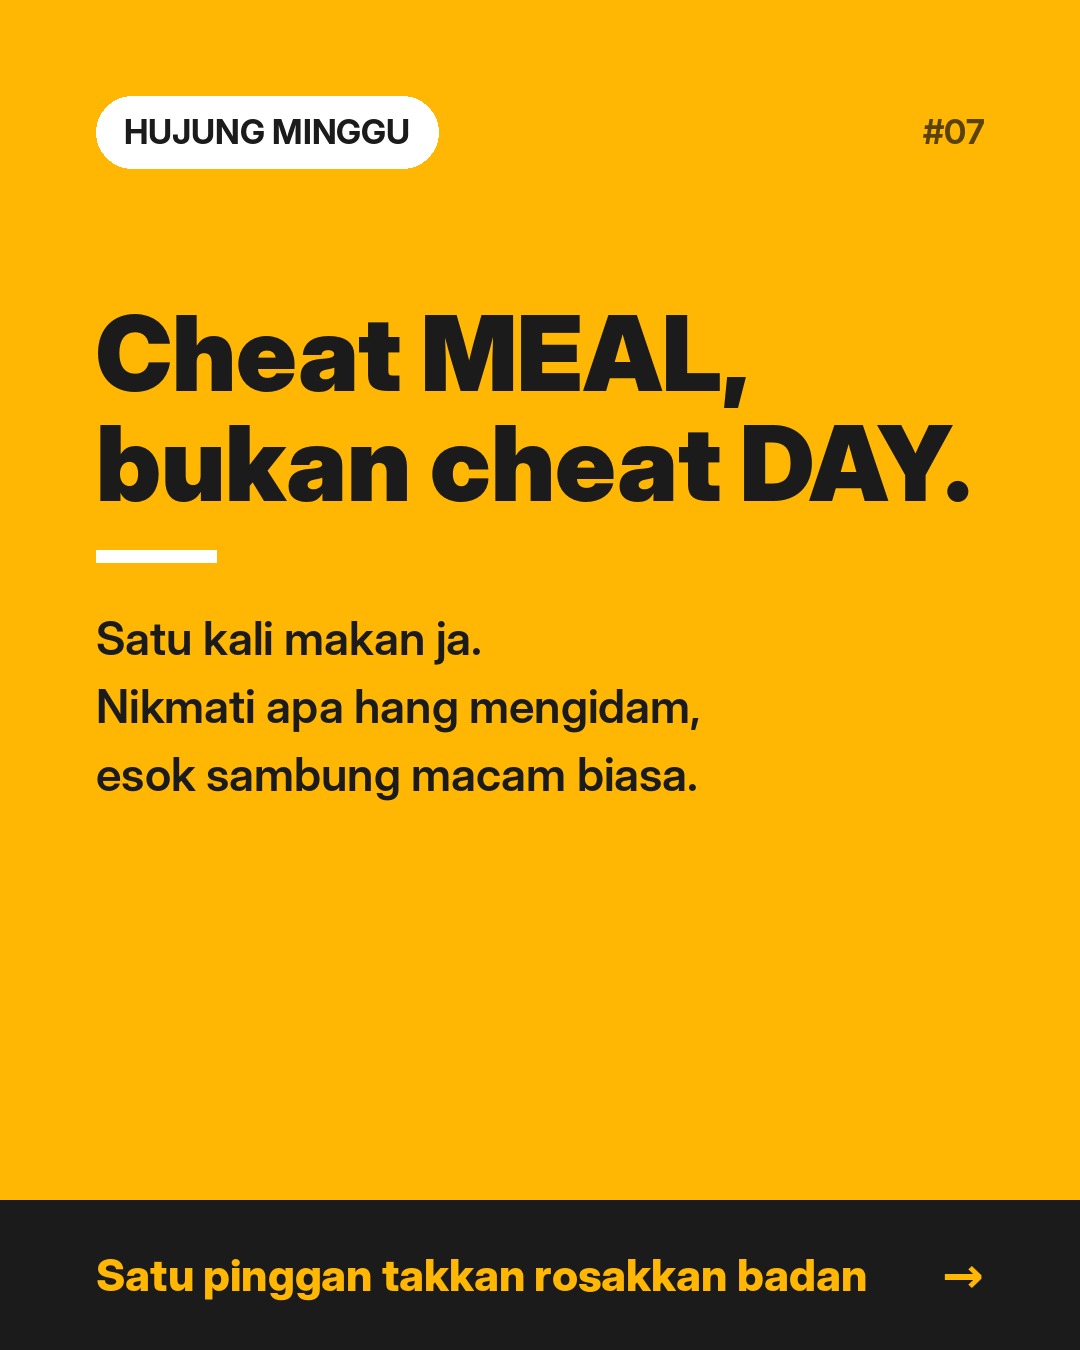 HUJUNG MINGGU
#07
Cheat MEAL,
bukan cheat DAY.
Satu kali makan ja.
Nikmati apa hang mengidam,
esok sambung macam biasa.
Satu pinggan takkan rosakkan badan →